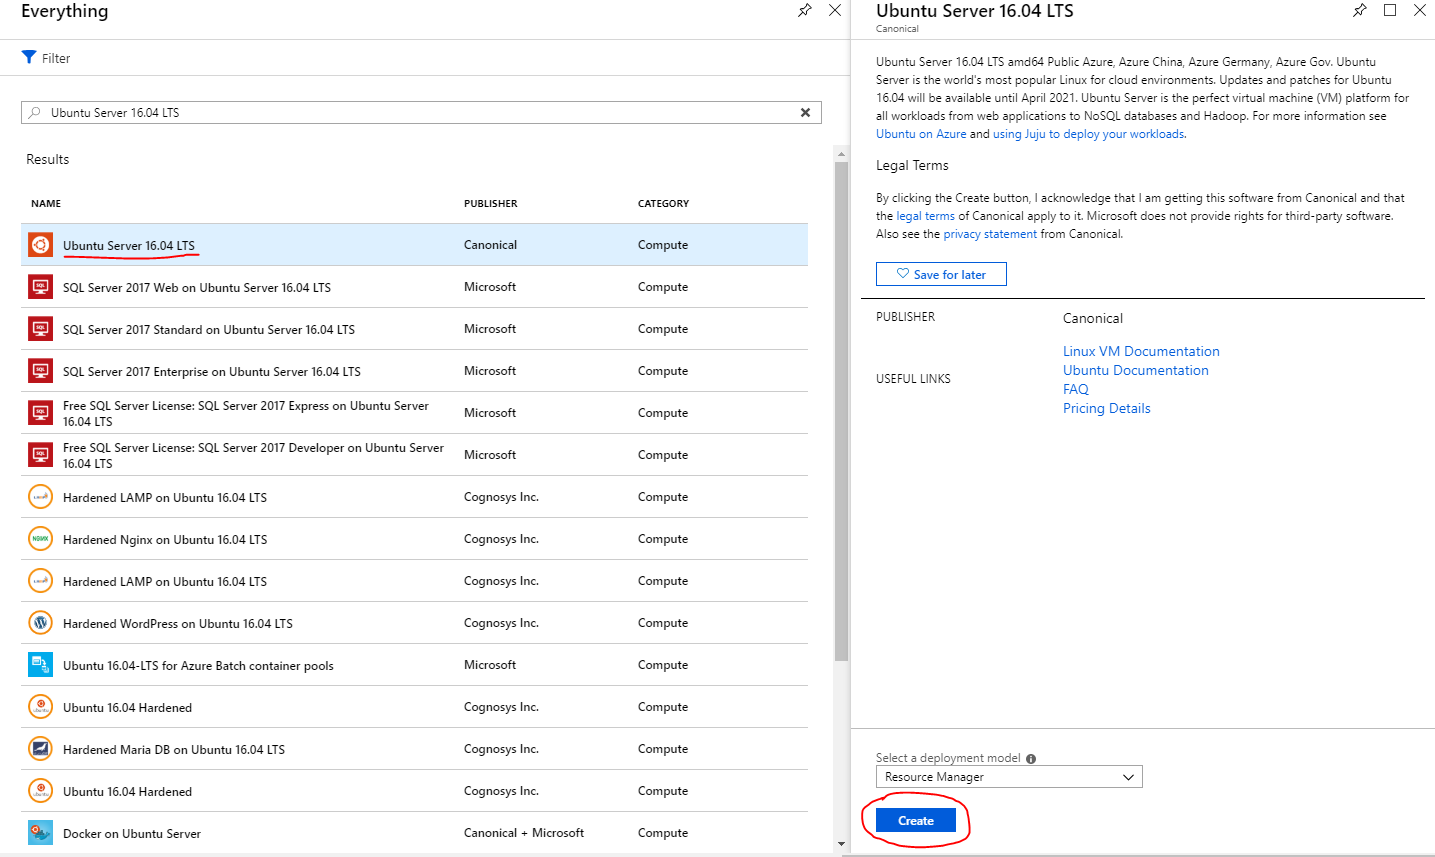 Everything
Filter
Ubuntu Server 16.04 LTS
Results
NAME PUBLISHER CATEGORY
Ubuntu Server 16.04 LTS Canonical Compute
SQL Server 2017 Web on Ubuntu Server 16.04 LTS Microsoft Compute
SQL Server 2017 Standard on Ubuntu Server 16.04 LTS Microsoft Compute
SQL Server 2017 Enterprise on Ubuntu Server 16.04 LTS Microsoft Compute
Free SQL Server License: SQL Server 2017 Express on Ubuntu Server
16.04 LTS Microsoft Compute
Free SQL Server License: SQL Server 2017 Developer on Ubuntu Server
16.04 LTS Microsoft Compute
Hardened LAMP on Ubuntu 16.04 LTS Cognosys Inc. Compute
Hardened Nginx on Ubuntu 16.04 LTS Cognosys Inc. Compute
Hardened LAMP on Ubuntu 16.04 LTS Cognosys Inc. Compute
Hardened WordPress on Ubuntu 16.04 LTS Cognosys Inc. Compute
Ubuntu 16.04-LTS for Azure Batch container pools Microsoft Compute
Ubuntu 16.04 Hardened Cognosys Inc. Compute
Hardened Maria DB on Ubuntu 16.04 LTS Cognosys Inc. Compute
Ubuntu 16.04 Hardened Cognosys Inc. Compute
Docker on Ubuntu Server Canonical + Microsoft Compute
Ubuntu Server 16.04 LTS
Canonical
Ubuntu Server 16.04 LTS amd64 Public Azure, Azure China, Azure Germany, Azure Gov. Ubuntu
Server is the world's most popular Linux for cloud environments. Updates and patches for Ubuntu
16.04 will be available until April 2021. Ubuntu Server is the perfect virtual machine (VM) platform for
all workloads from web applications to NoSQL databases and Hadoop. For more information see
Ubuntu on Azure and using Juju to deploy your workloads.
Legal Terms
By clicking the Create button, I acknowledge that I am getting this software from Canonical and that
the legal terms of Canonical apply to it. Microsoft does not provide rights for third-party software.
Also see the privacy statement from Canonical.
Save for later
PUBLISHER Canonical
USEFUL LINKS
Linux VM Documentation
Ubuntu Documentation
FAQ
Pricing Details
Select a deployment model
Resource Manager
Create